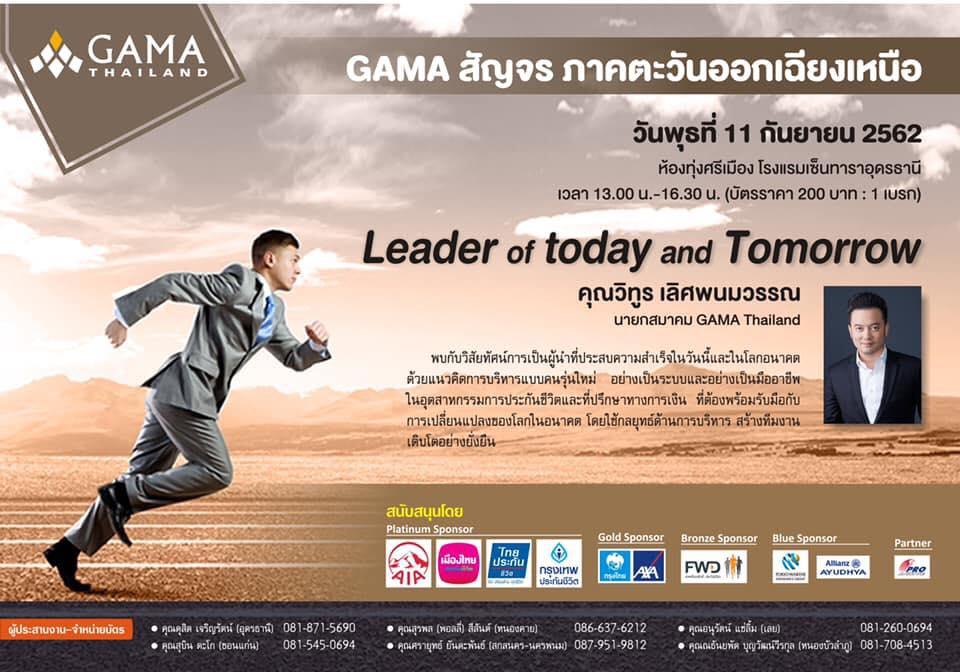 GAMA
THAILAND
GAMA สัญจร ภาคตะวันออกเฉียงเหนือ
วันพุธที่ 11 กันยายน 2562
ห้องทุ่งศรีเมือง โรงแรมเซ็นทาราอุดรธานี
เวลา 13.00 น.-16.30 น. (บัตรราคา 200 บาท : 1 เบรก)
Leader of today and Tomorrow
คุณวิทูร เลิศพนมวรรณ
นายกสมาคม GAMA Thailand
พบกับวิสัยทัศน์การเป็นผู้นำที่ประสบความสำเร็จในวันนี้และในโลกอนาคต
ด้วยแนวคิดการบริหารแบบคนรุ่นใหม่ อย่างเป็นระบบและอย่างเป็นมืออาชีพ
ในอุตสาหกรรมการประกันชีวิตและที่ปรึกษาทางการเงิน ที่ต้องพร้อมรับมือกับ
การเปลี่ยนแปลงของโลกในอนาคต โดยใช้กลยุทธ์ด้านการบริหาร สร้างทีมงาน
เติบโตอย่างยั่งยืน
สนับสนุนโดย
Platinum Sponsor
AIA
เมืองไทย
ไทย
ประกัน
ชีวิต
กรุงเทพ
ประกันชีวิต
Gold Sponsor
กรุงไทย
AXA
Bronze Sponsor
FWD
Blue Sponsor
TOKIO MARINE
Allianz
AYUDHYA
Partner
PRO
ผู้ประสานงาน-จำหน่ายบัตร
• คุณดุสิต เจริญรัตน์ (อุดรธานี) 081-871-5690
• คุณสุรพล (พอลลี่) สีสันต์ (หนองคาย) 086-637-6212
• คุณอนุรัตน์ แซ่ลิ้ม (เลย) 081-260-0694
• คุณสุบิน ตะโก (ขอนแก่น) 081-545-0694
• คุณศรายุทธ์ ยันตะพันธ์ (สกลนคร-นครพนม) 087-951-9812
• คุณณธันยพัต บุญวัฒน์วีรกุล (หนองบัวลำภู) 081-708-4513